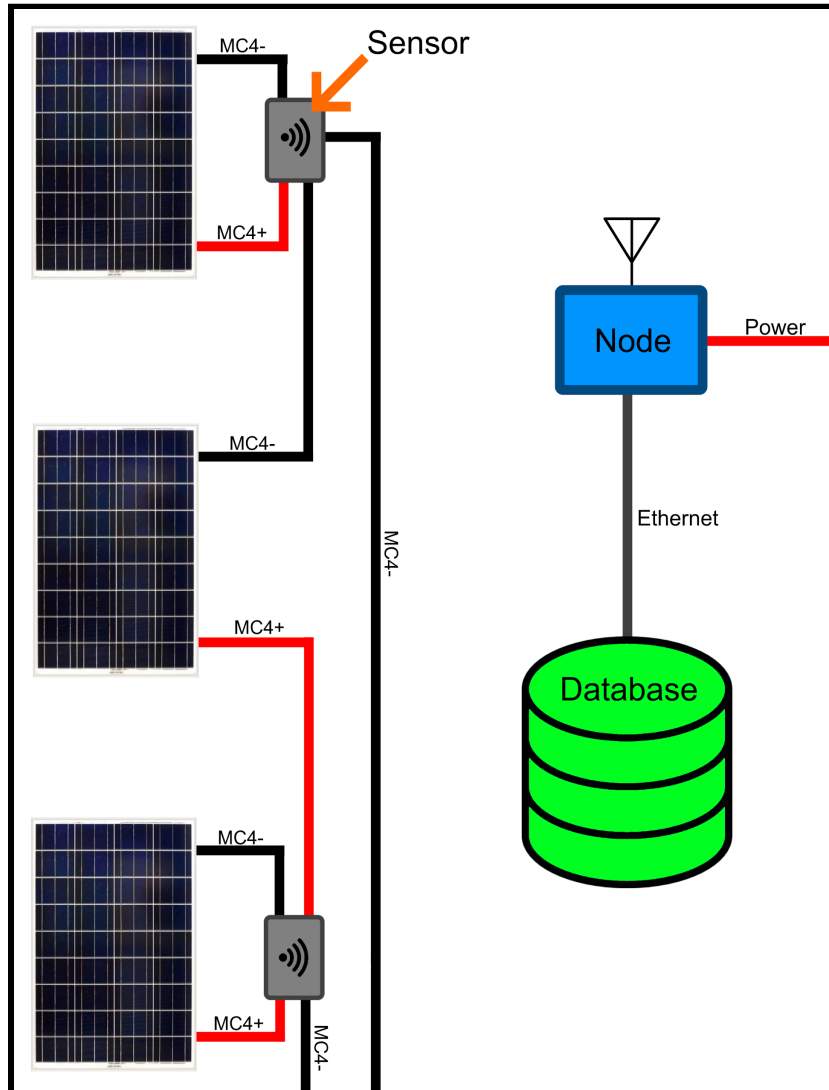 MC4-
Sensor
MC4+
Node
Power
MC4-
Ethernet
MC4-
MC4+
Database
MC4-
MC4+
MC4-